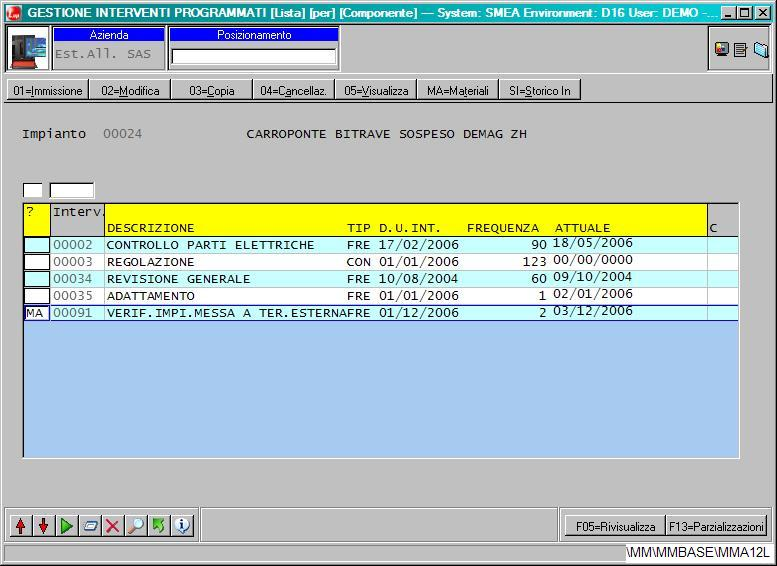 GESTIONE INTERVENTI PROGRAMMATI [Lista] [per] [Componente] — System: SMEA Environment: D16 User: DEMO -...
Azienda
Posizionamento
Est.All. SAS
01=Immissione 02=Modifica 03=Copia 04=Cancellaz. 05=Visualizza MA=Materiali SI=Storico In
Impianto 00024 CARROPONTE BITRAVE SOSPESO DEMAG ZH
? Interv. DESCRIZIONE TIP D.U.INT. FREQUENZA ATTUALE C
00002 CONTROLLO PARTI ELETTRICHE FRE 17/02/2006 90 18/05/2006
00003 REGOLAZIONE CON 01/01/2006 123 00/00/0000
00034 REVISIONE GENERALE FRE 10/08/2004 60 09/10/2004
00035 ADATTAMENTO FRE 01/01/2006 1 02/01/2006
MA 00091 VERIF.IMPI.MESSA A TER.ESTERNAFRE 01/12/2006 2 03/12/2006
F05=Rivisualizza F13=Parzializzazioni
\MM\MMBASE\MMA12L